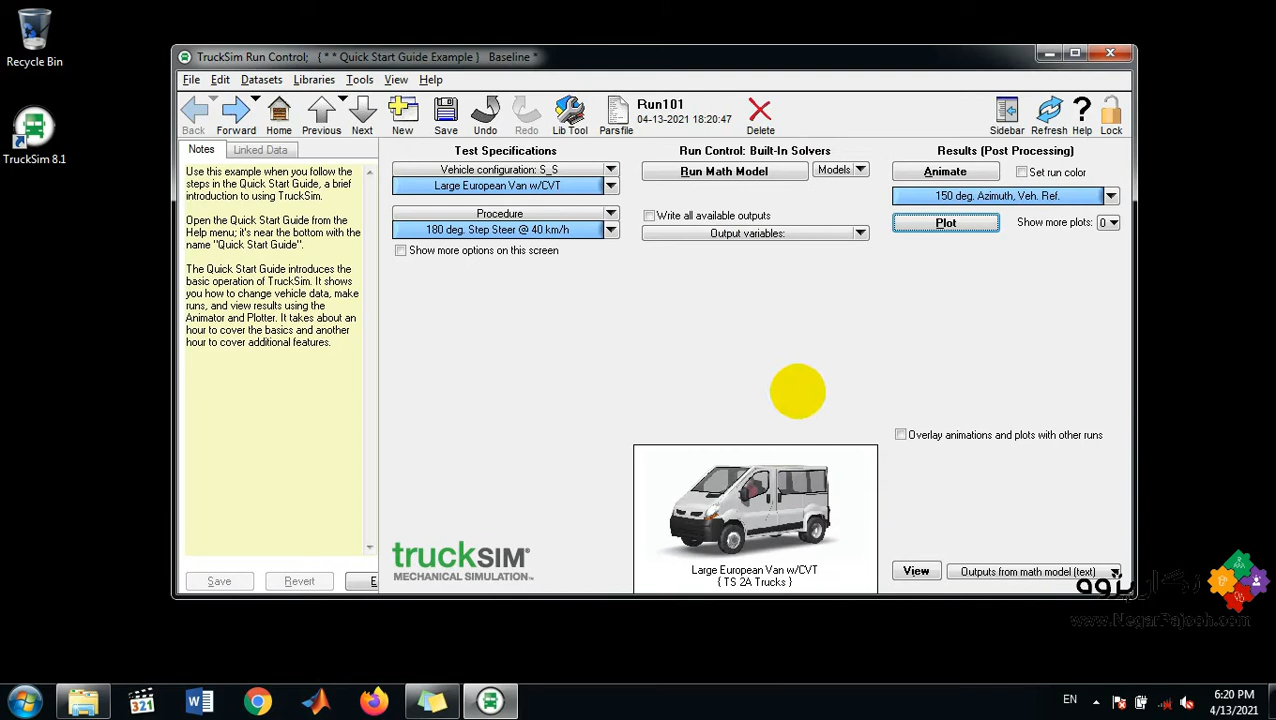 Recycle Bin
TruckSim 8.1
TruckSim Run Control; { * * Quick Start Guide Example } Baseline *
File Edit Datasets Libraries Tools View Help
Back Forward Home Previous Next New Save Undo Redo Lib Tool Parsfile
Run101
04-13-2021 18:20:47
Delete Sidebar Refresh Help Lock
Notes Linked Data
Use this example when you follow the
steps in the Quick Start Guide, a brief
introduction to using TruckSim.
Open the Quick Start Guide from the
Help menu; it's near the bottom with the
name "Quick Start Guide".
The Quick Start Guide introduces the
basic operation of TruckSim. It shows
you how to change vehicle data, make
runs, and view results using the
Animator and Plotter. It takes about an
hour to cover the basics and another
hour to cover additional features.
Save Revert E
Test Specifications
Vehicle configuration: S_S
Large European Van w/CVT
Procedure
180 deg. Step Steer @ 40 km/h
Show more options on this screen
Run Control: Built-In Solvers
Run Math Model Models
Write all available outputs
Output variables:
Results (Post Processing)
Animate Set run color
150 deg. Azimuth, Veh. Ref.
Plot Show more plots: 0
Overlay animations and plots with other runs
truckSIM
MECHANICAL SIMULATION
Large European Van w/CVT
{ TS 2A Trucks }
View Outputs from math model (text)
نگار پژوه
www.NegarPajooh.com
321
EN
6:20 PM
4/13/2021